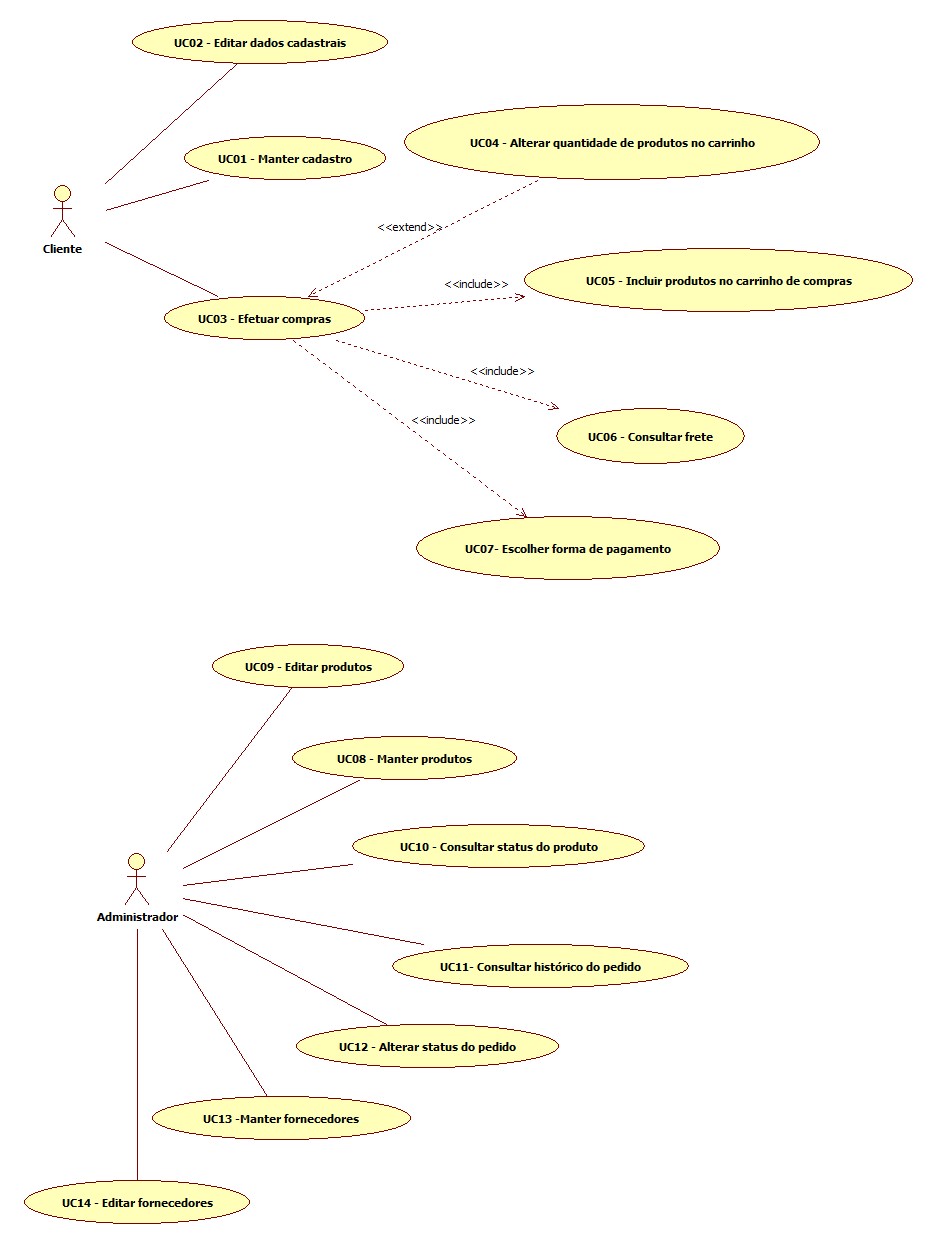 UC02 - Editar dados cadastrais
UC04 - Alterar quantidade de produtos no carrinho
UC01 - Manter cadastro
Cliente
<<extend>>
UC05 - Incluir produtos no carrinho de compras
<<include>>
UC03 - Efetuar compras
<<include>>
<<include>>
UC06 - Consultar frete
UC07- Escolher forma de pagamento
UC09 - Editar produtos
UC08 - Manter produtos
UC10 - Consultar status do produto
Administrador
UC11- Consultar histórico do pedido
UC12 - Alterar status do pedido
UC13 -Manter fornecedores
UC14 - Editar fornecedores